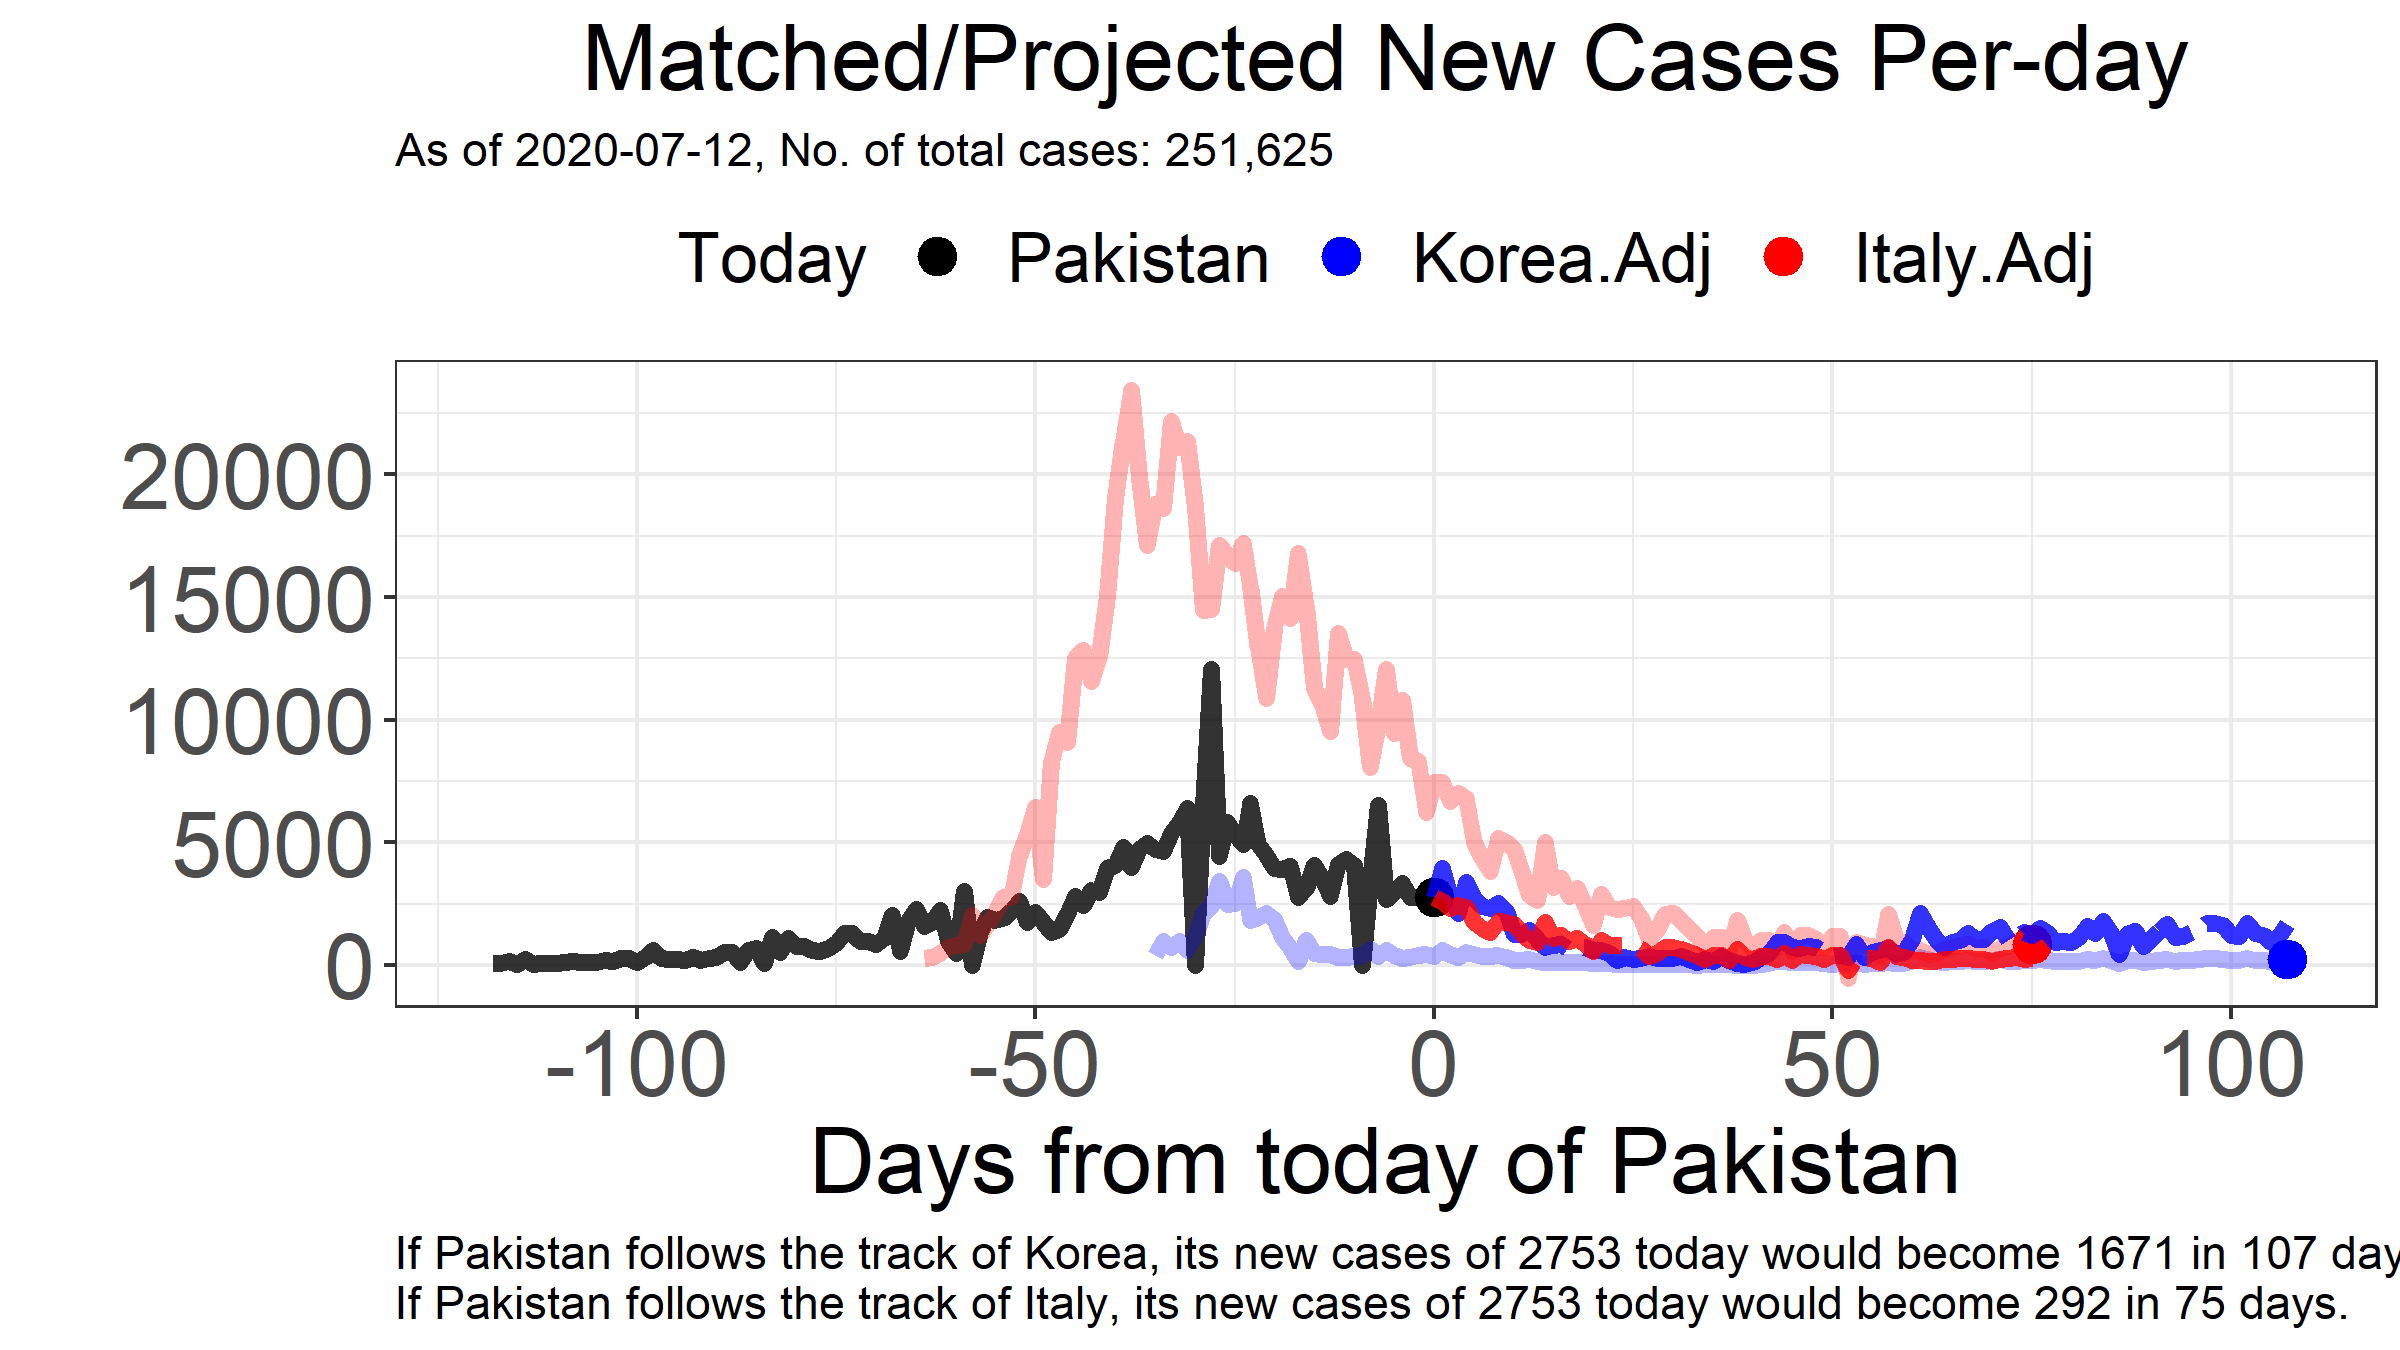 Matched/Projected New Cases Per-day
As of 2020-07-12, No. of total cases: 251,625
Today Pakistan Korea.Adj Italy.Adj
20000
15000
10000
5000
0
-100 -50 0 50 100
Days from today of Pakistan
If Pakistan follows the track of Korea, its new cases of 2753 today would become 1671 in 107 day
If Pakistan follows the track of Italy, its new cases of 2753 today would become 292 in 75 days.